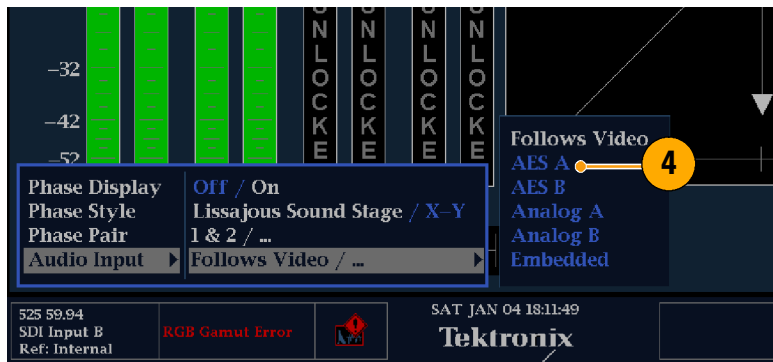 U
N
L
O
C
K
E
U
N
L
O
C
K
E
U
N
L
O
C
K
E
U
N
L
O
C
K
E
-32
-42
-52
Phase Display Off / On
Phase Style Lissajous Sound Stage / X-Y
Phase Pair 1 & 2 / ...
Audio Input Follows Video / ...
Follows Video
AES A
AES B
Analog A
Analog B
Embedded
4
525 59.94
SDI Input B
Ref: Internal
RGB Gamut Error
SAT JAN 04 18:11:49
Tektronix